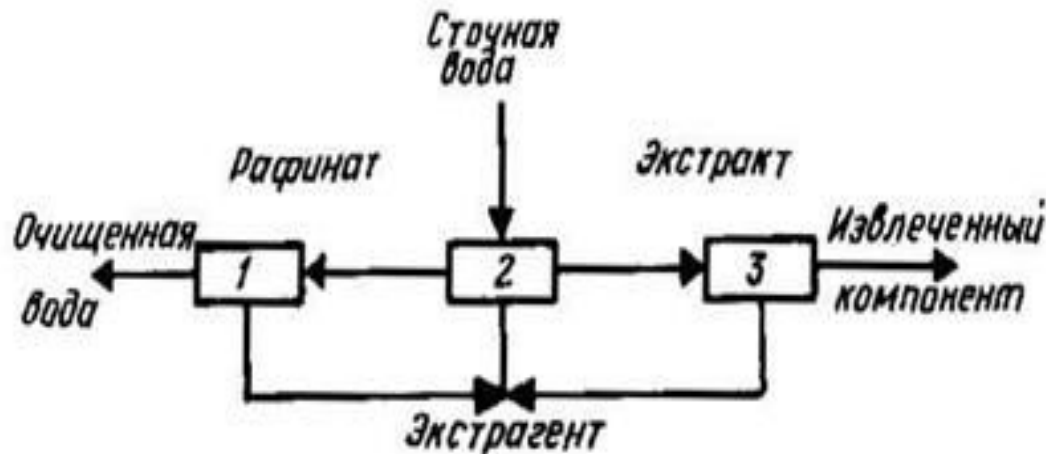 Сточная
вода
Рафинат
Экстракт
Очищенная
вода
1
2
3
Извлеченный
компонент
Экстрагент